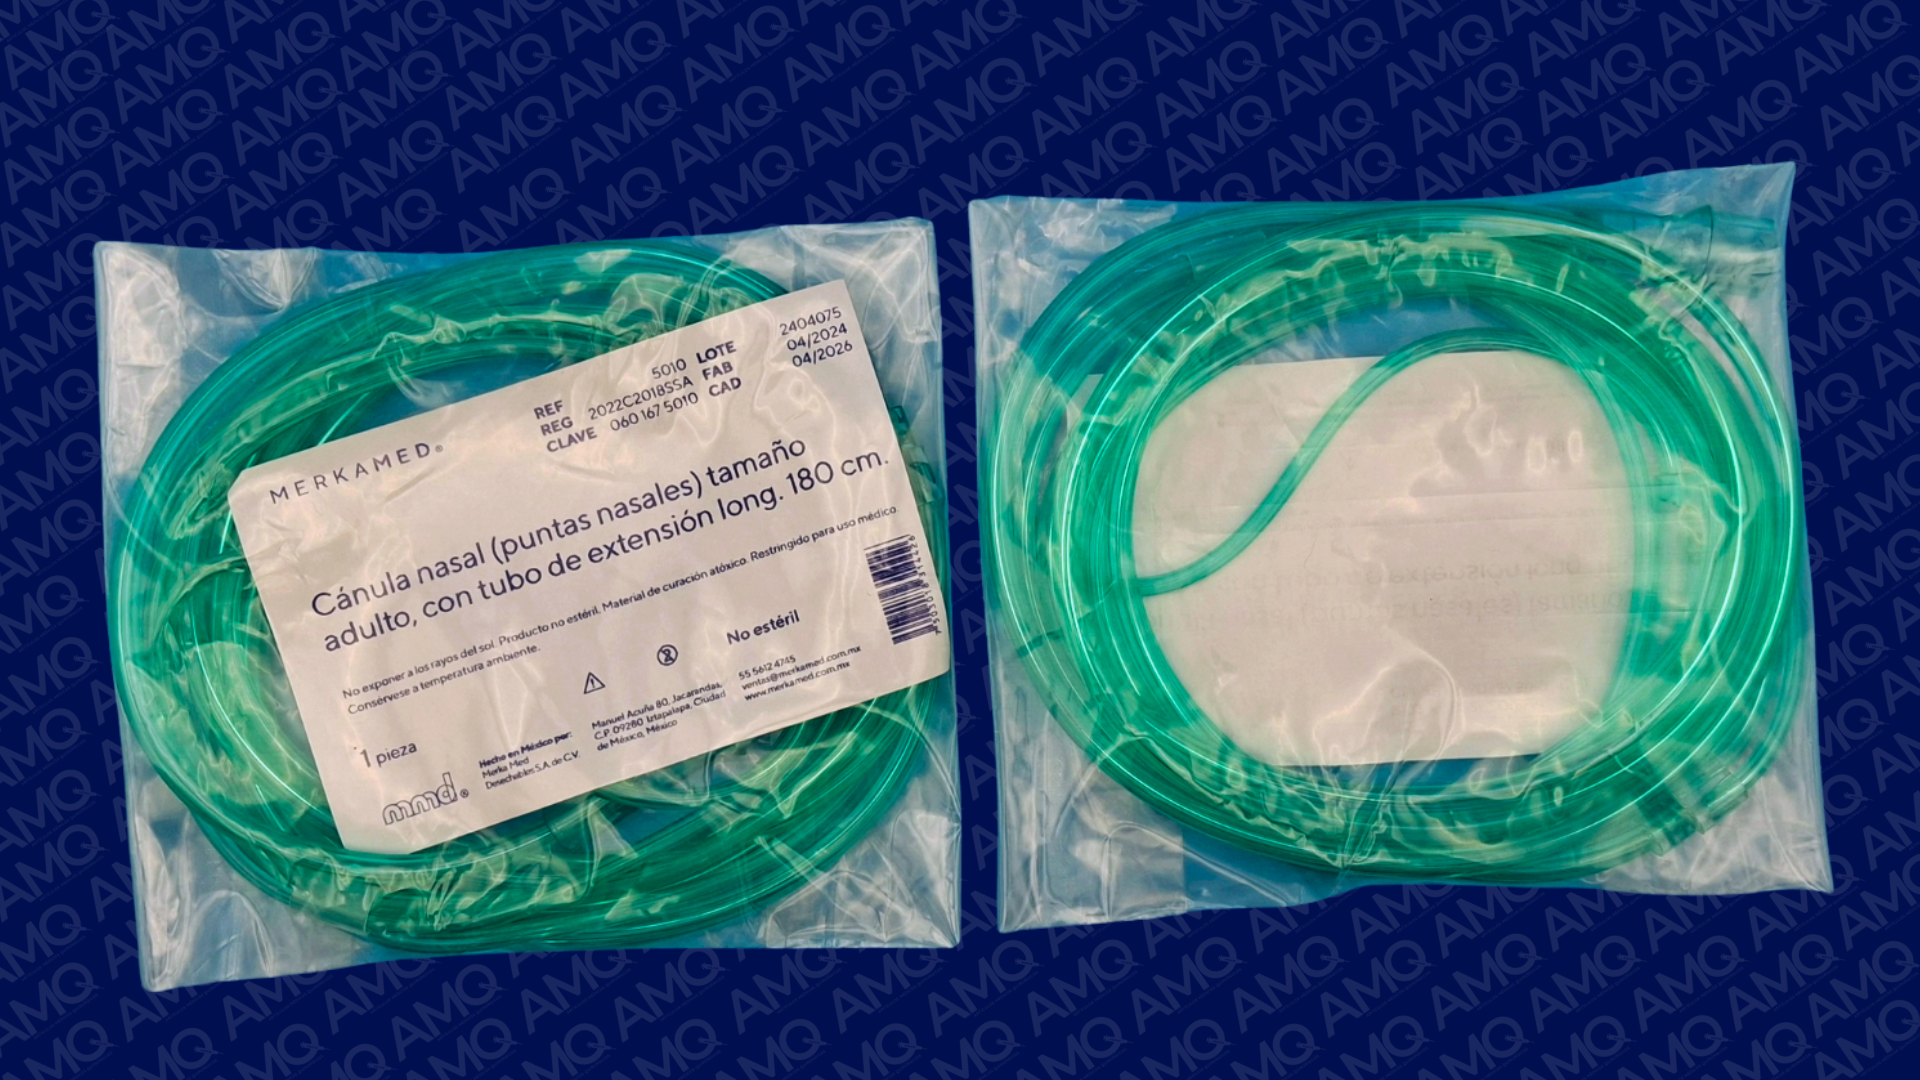 MERKAMED®
REF 5010 LOTE 2404075
REG 2022C2018SSA FAB 04/2024
CLAVE 060 167 5010 CAD 04/2026
Cánula nasal (puntas nasales) tamaño
adulto, con tubo de extensión long. 180 cm.
No exponer a los rayos del sol. Producto no estéril. Material de curación atóxico. Restringido para uso médico
Consérvese a temperatura ambiente.
2
No estéril
1 pieza
mmd®
Hecho en México por:
Merka Med
Desechables S.A. de C.V.
Manuel Acuña 80, Jacarandas,
C.P. 09280 Iztapalapa, Ciudad
de México, México
55 5612 4745
ventas@merkamed.com.mx
www.merkamed.com.mx
AMQ